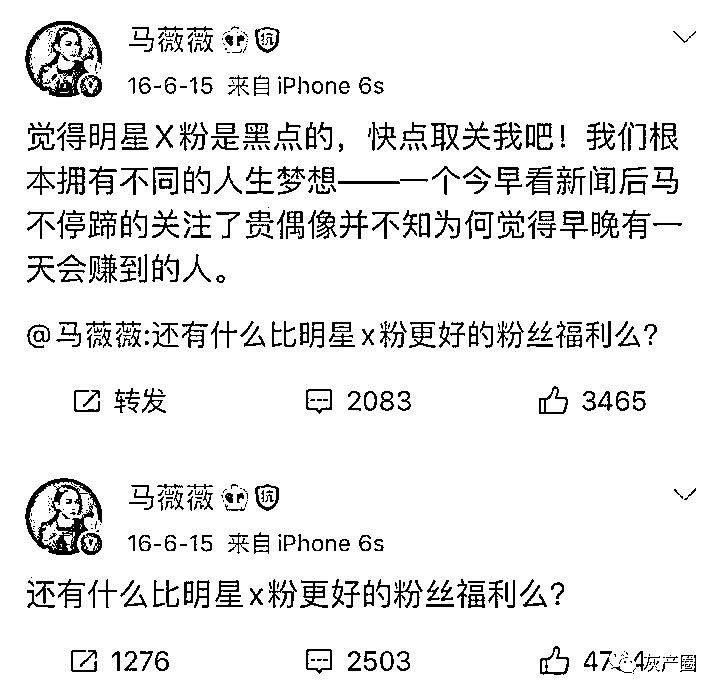 马薇薇
16-6-15 来自 iPhone 6s
觉得明星X粉是黑点的，快点取关我吧！我们根
本拥有不同的人生梦想——一个今早看新闻后马
不停蹄的关注了贵偶像并不知为何觉得早晚有一
天会赚到的人。
@马薇薇:还有什么比明星x粉更好的粉丝福利么？
转发 2083 3465
马薇薇
16-6-15 来自 iPhone 6s
还有什么比明星x粉更好的粉丝福利么？
1276 2503
灰产圈